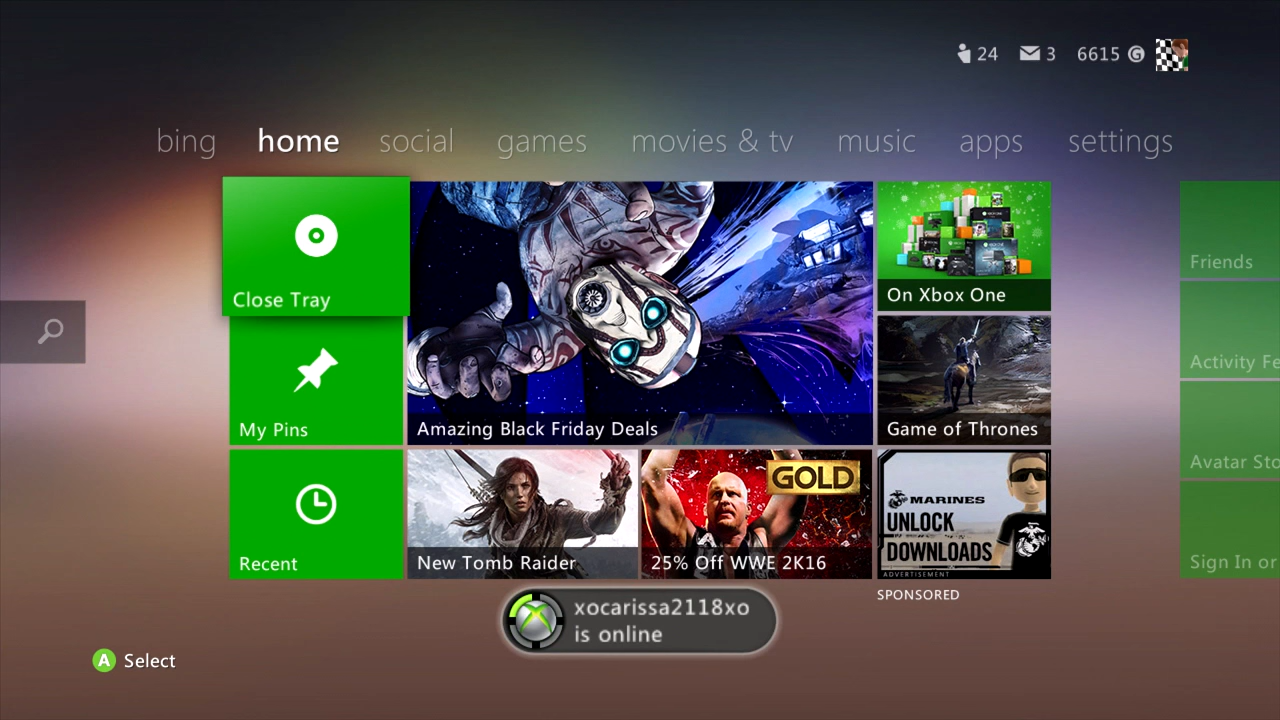 24 3 6615 G
bing home social games movies & tv music apps settings
Close Tray
My Pins
Recent
Amazing Black Friday Deals
New Tomb Raider
GOLD
25% Off WWE 2K16
On Xbox One
Game of Thrones
MARINES
UNLOCK
DOWNLOADS
ADVERTISEMENT
SPONSORED
Friends
Activity Fe
Avatar Sto
Sign In or
xocarissa2118xo
is online
A Select